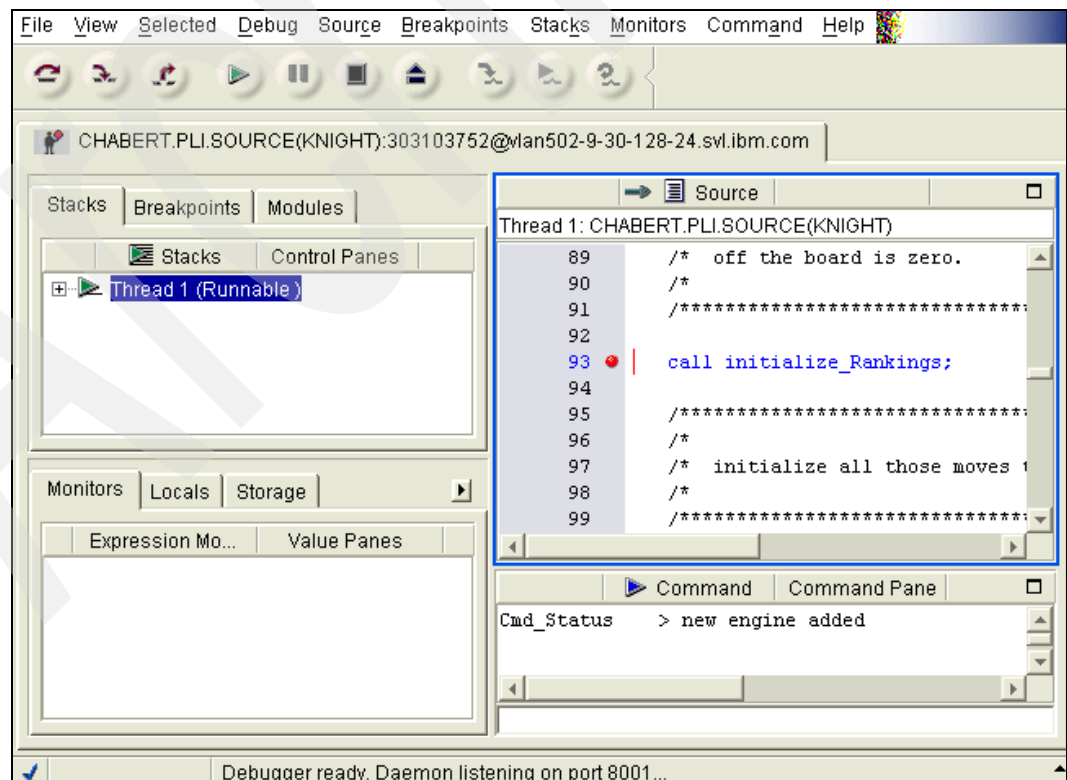 File View Selected Debug Source Breakpoints Stacks Monitors Command Help
CHABERT.PLI.SOURCE(KNIGHT):303103752@vlan502-9-30-128-24.svl.ibm.com
Stacks Breakpoints Modules
Stacks Control Panes
Thread 1 (Runnable )
Monitors Locals Storage
Expression Mo... Value Panes
Source
Thread 1: CHABERT.PLI.SOURCE(KNIGHT)
89 /* off the board is zero.
90 /*
91 /******************************
92
93 call initialize_Rankings;
94
95 /******************************
96 /*
97 /* initialize all those moves
98 /*
99 /******************************
Command Command Pane
Cmd_Status > new engine added
Debugger ready. Daemon listening on port 8001...